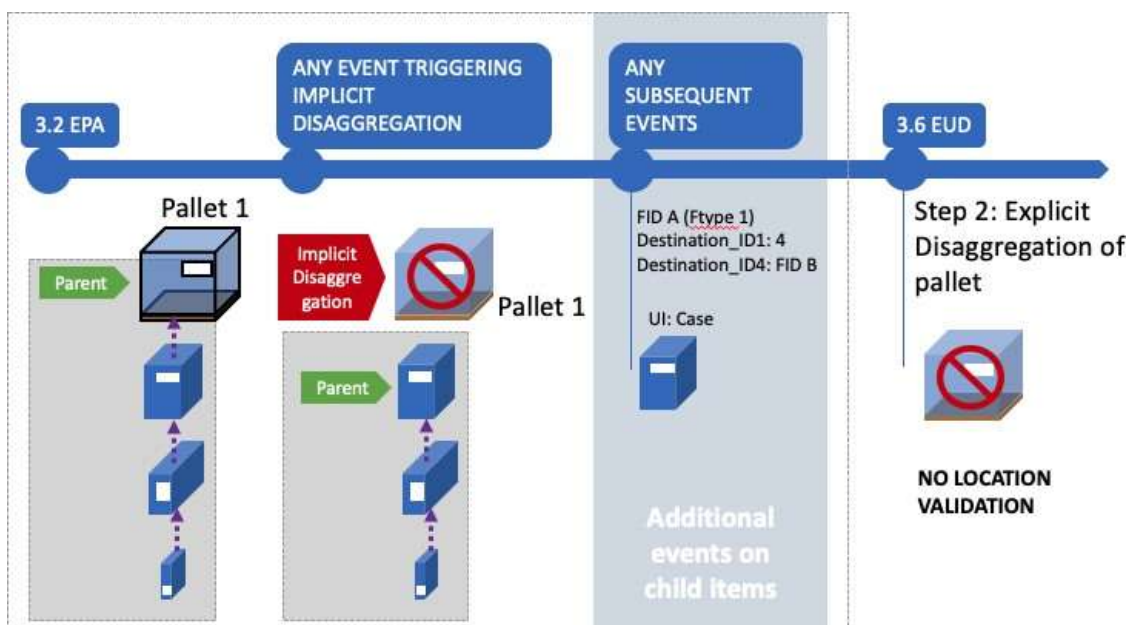 3.2 EPA
ANY EVENT TRIGGERING
IMPLICIT
DISAGGREGATION
ANY
SUBSEQUENT
EVENTS
3.6 EUD
Pallet 1
Parent
Implicit
Disaggre
gation
Pallet 1
Parent
FID A (Ftype 1)
Destination_ID1: 4
Destination_ID4: FID B
UI: Case
Additional
events on
child items
Step 2: Explicit
Disaggregation of
pallet
NO LOCATION
VALIDATION